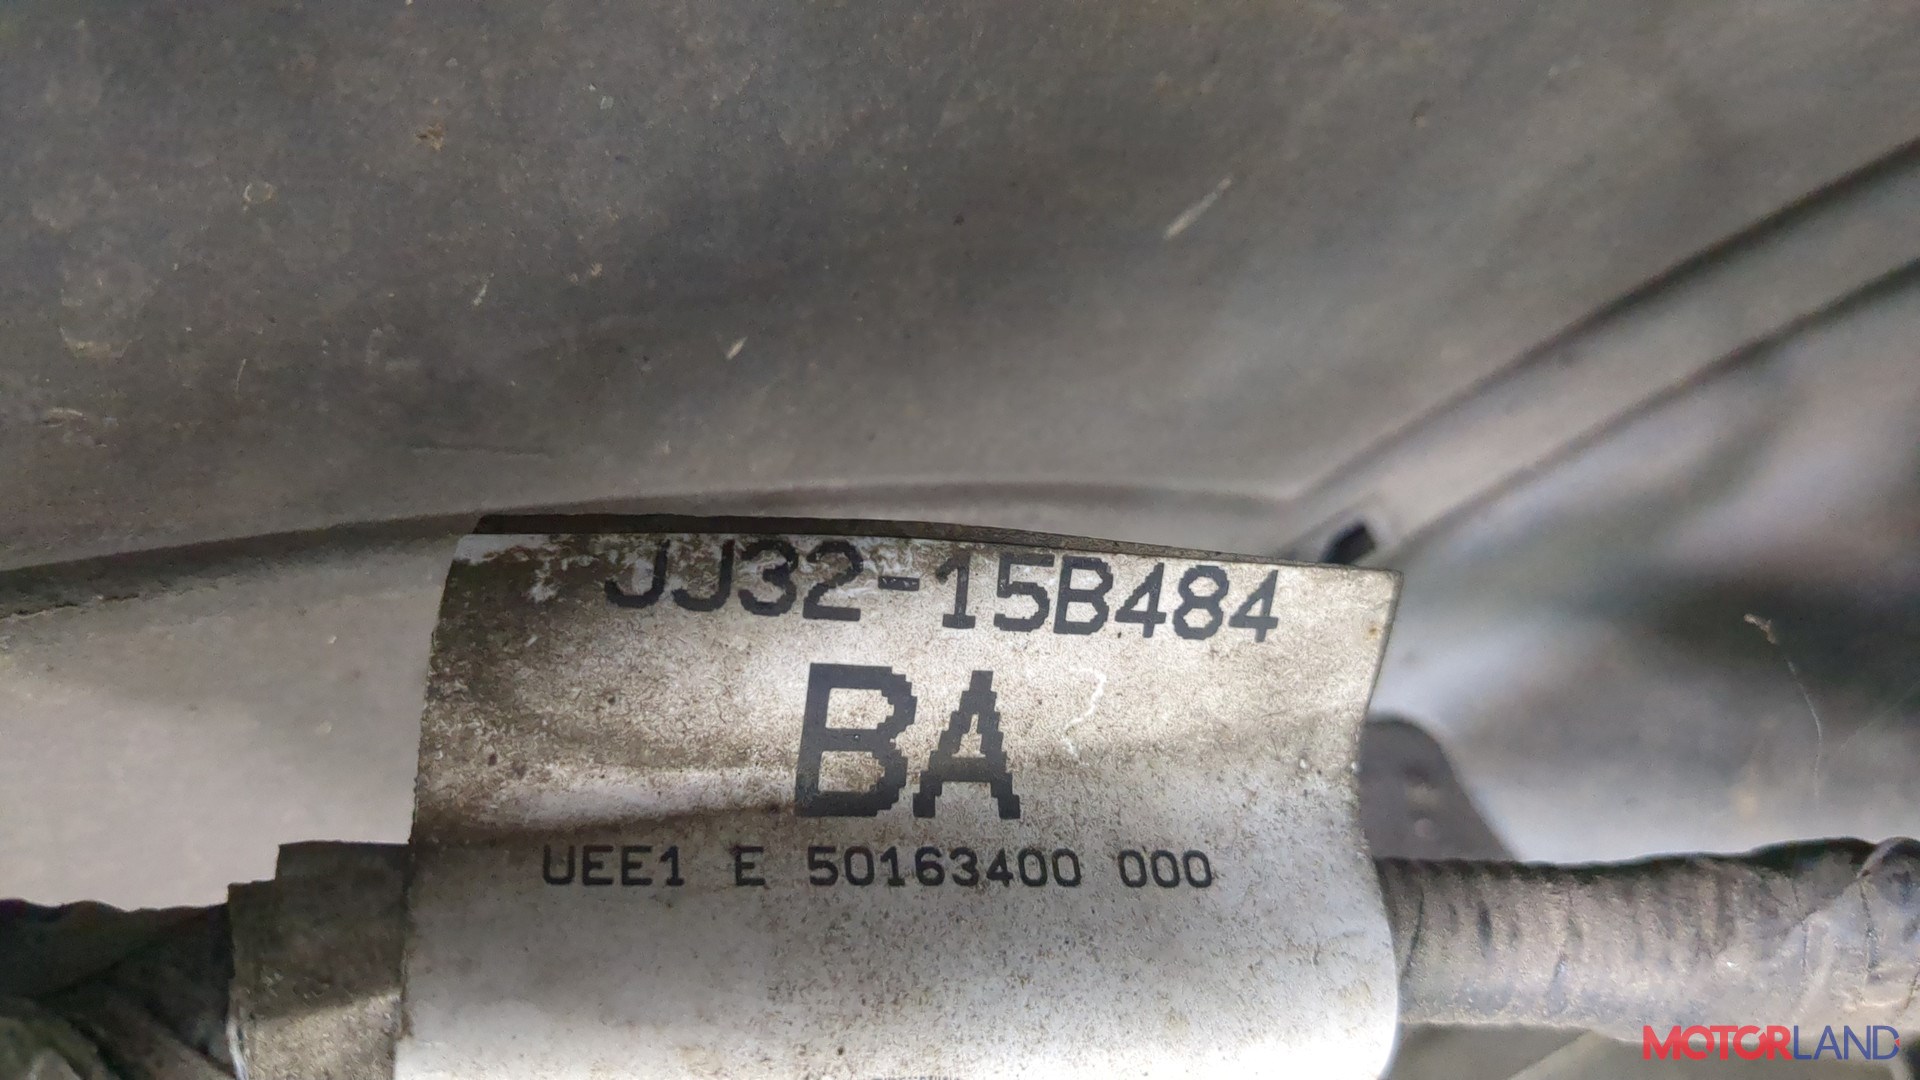 JJ32-15B484
BA
UEE1 E 50163400 000
MOTORLAND